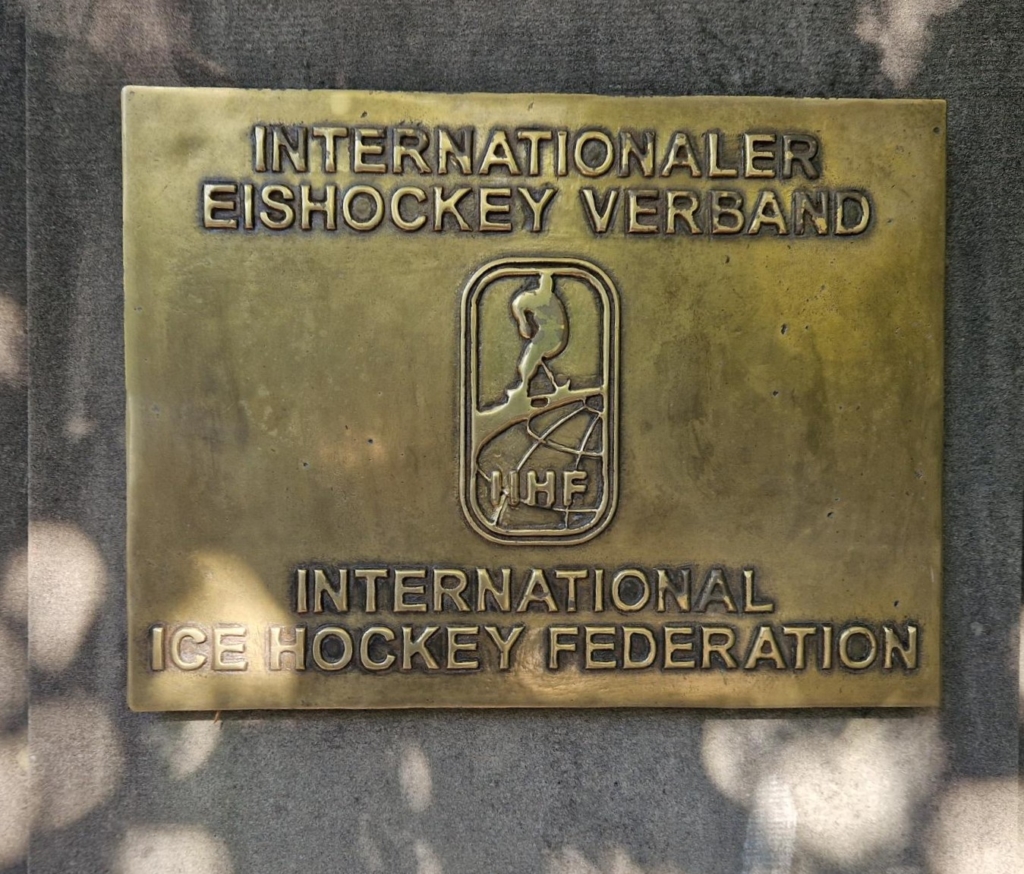 INTERNATIONALER
EISHOCKEY VERBAND
IIHF
INTERNATIONAL
ICE HOCKEY FEDERATION